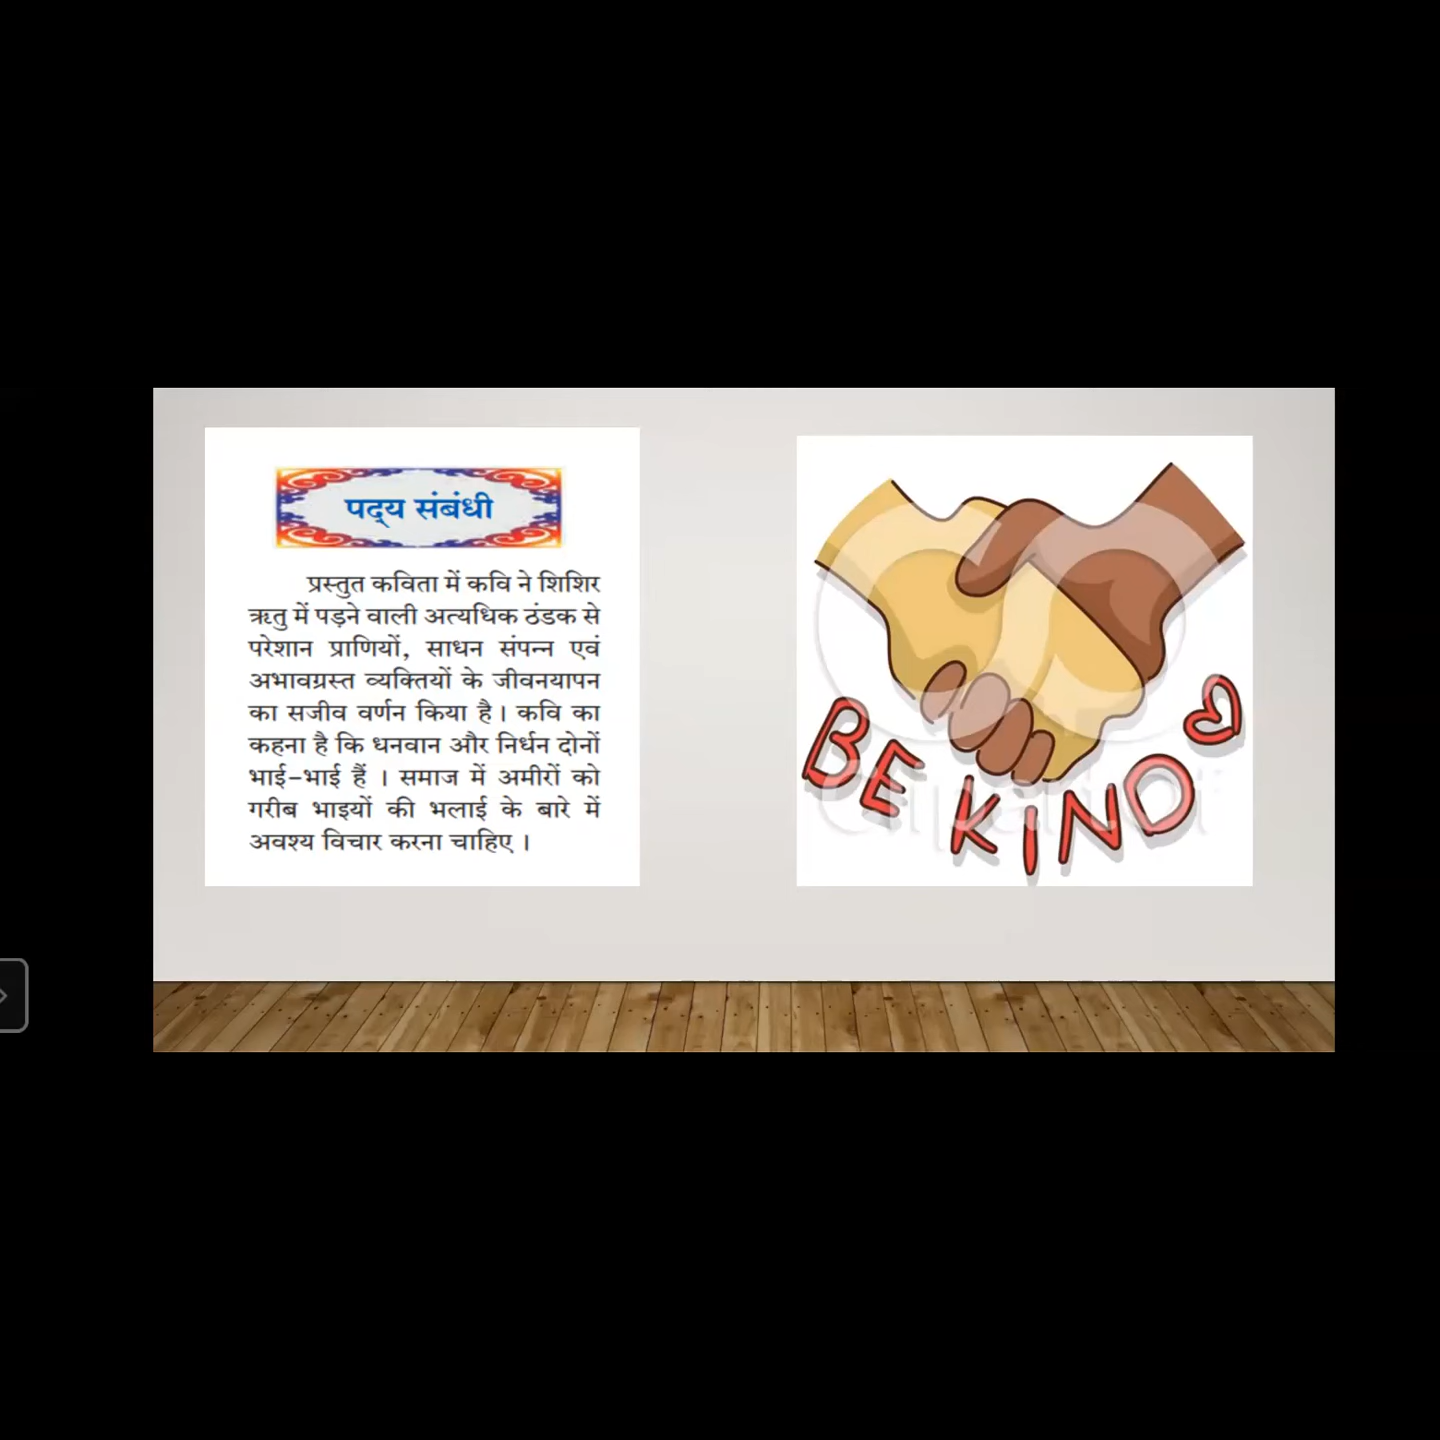 पद्‌य संबंधी
प्रस्तुत कविता में कवि ने शिशिर
ऋतु में पड़ने वाली अत्यधिक ठंडक से
परेशान प्राणियों, साधन संपन्न एवं
अभावग्रस्त व्यक्तियों के जीवनयापन
का सजीव वर्णन किया है। कवि का
कहना है कि धनवान और निर्धन दोनों
भाई-भाई हैं । समाज में अमीरों को
गरीब भाइयों की भलाई के बारे में
अवश्य विचार करना चाहिए ।
BE KIND